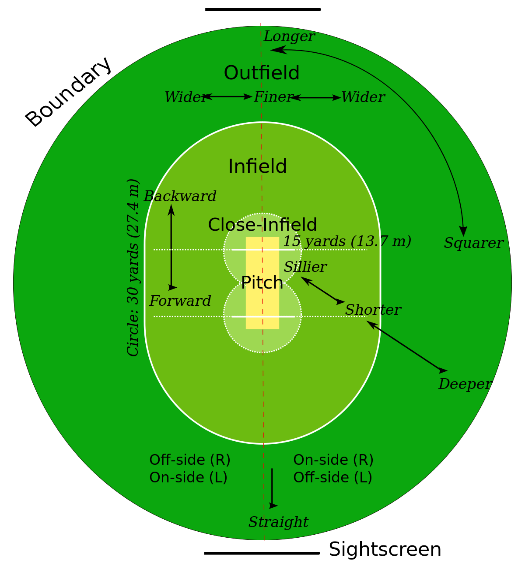 Longer
Boundary
Outfield
Wider
Finer
Wider
Infield
Circle: 30 yards (27.4 m)
Backward
Close-Infield
15 yards (13.7 m)
Squarer
Sillier
Pitch
Forward
Shorter
Deeper
Off-side (R)
On-side (L)
On-side (R)
Off-side (L)
Straight
Sightscreen